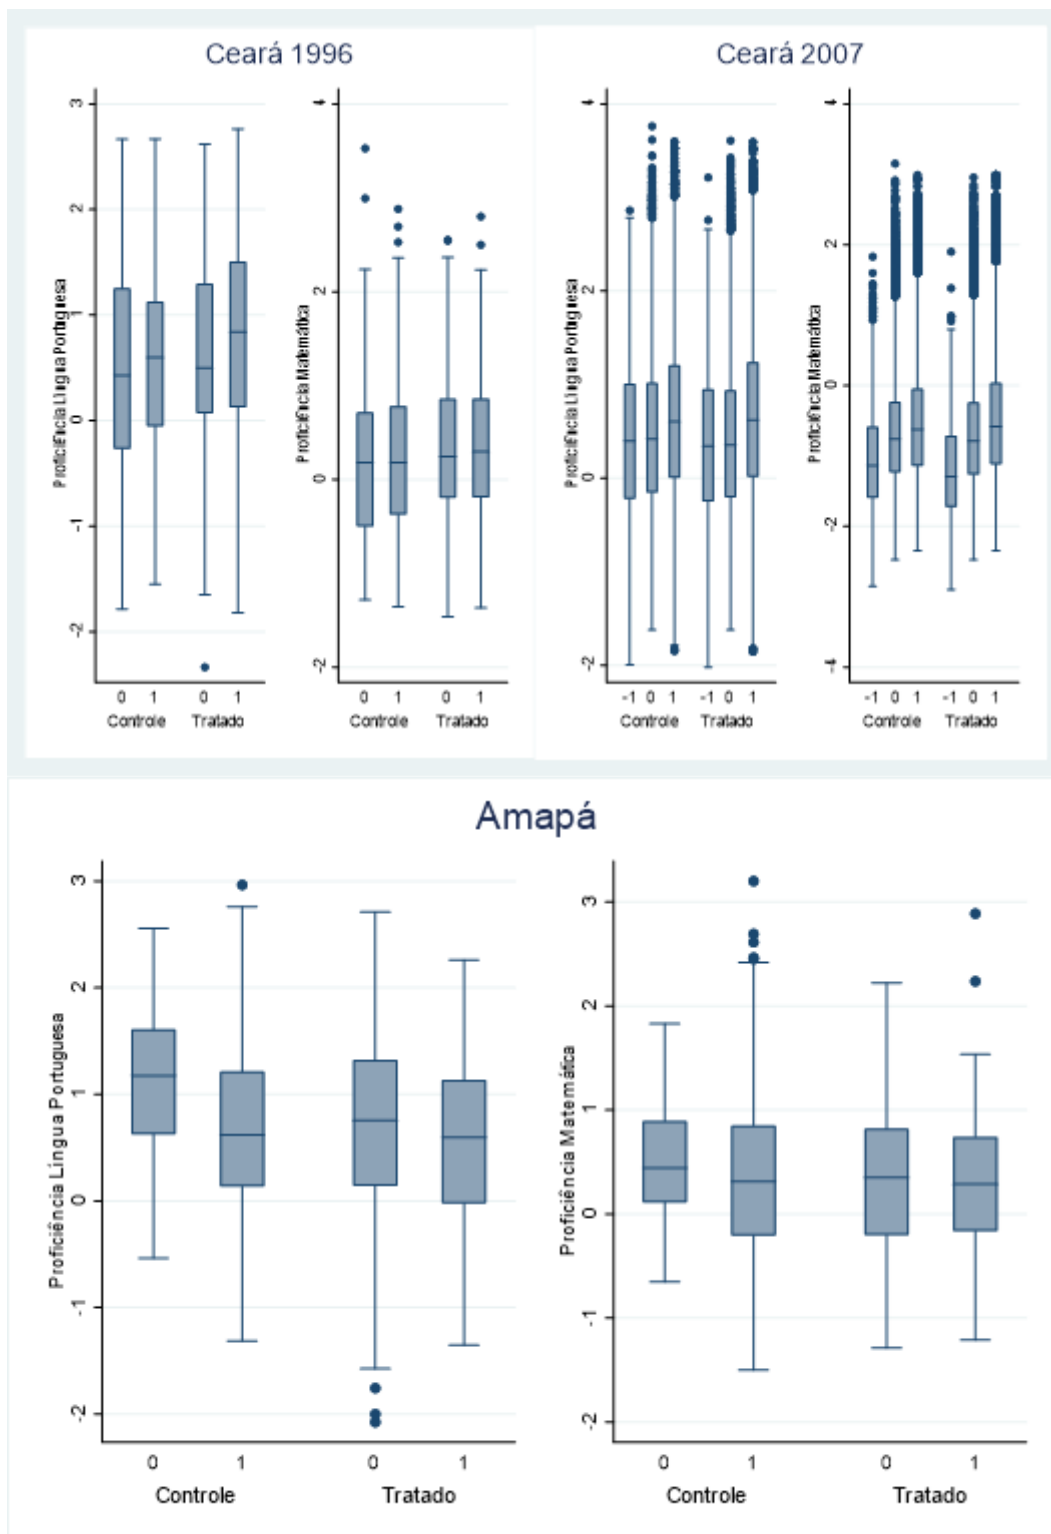 Ceará 1996
Proficiência Língua Portuguesa
3
2
1
0
-1
-2
0 1 0 1
Controle Tratado
Proficiência Matemática
4
2
0
-2
0 1 0 1
Controle Tratado
Ceará 2007
Proficiência Língua Portuguesa
4
2
0
-2
-1 0 1 -1 0 1
Controle Tratado
Proficiência Matemática
4
2
0
-2
-4
-1 0 1 -1 0 1
Controle Tratado
Amapá
Proficiência Língua Portuguesa
3
2
1
0
-1
-2
0 1 0 1
Controle Tratado
Proficiência Matemática
3
2
1
0
-1
-2
0 1 0 1
Controle Tratado